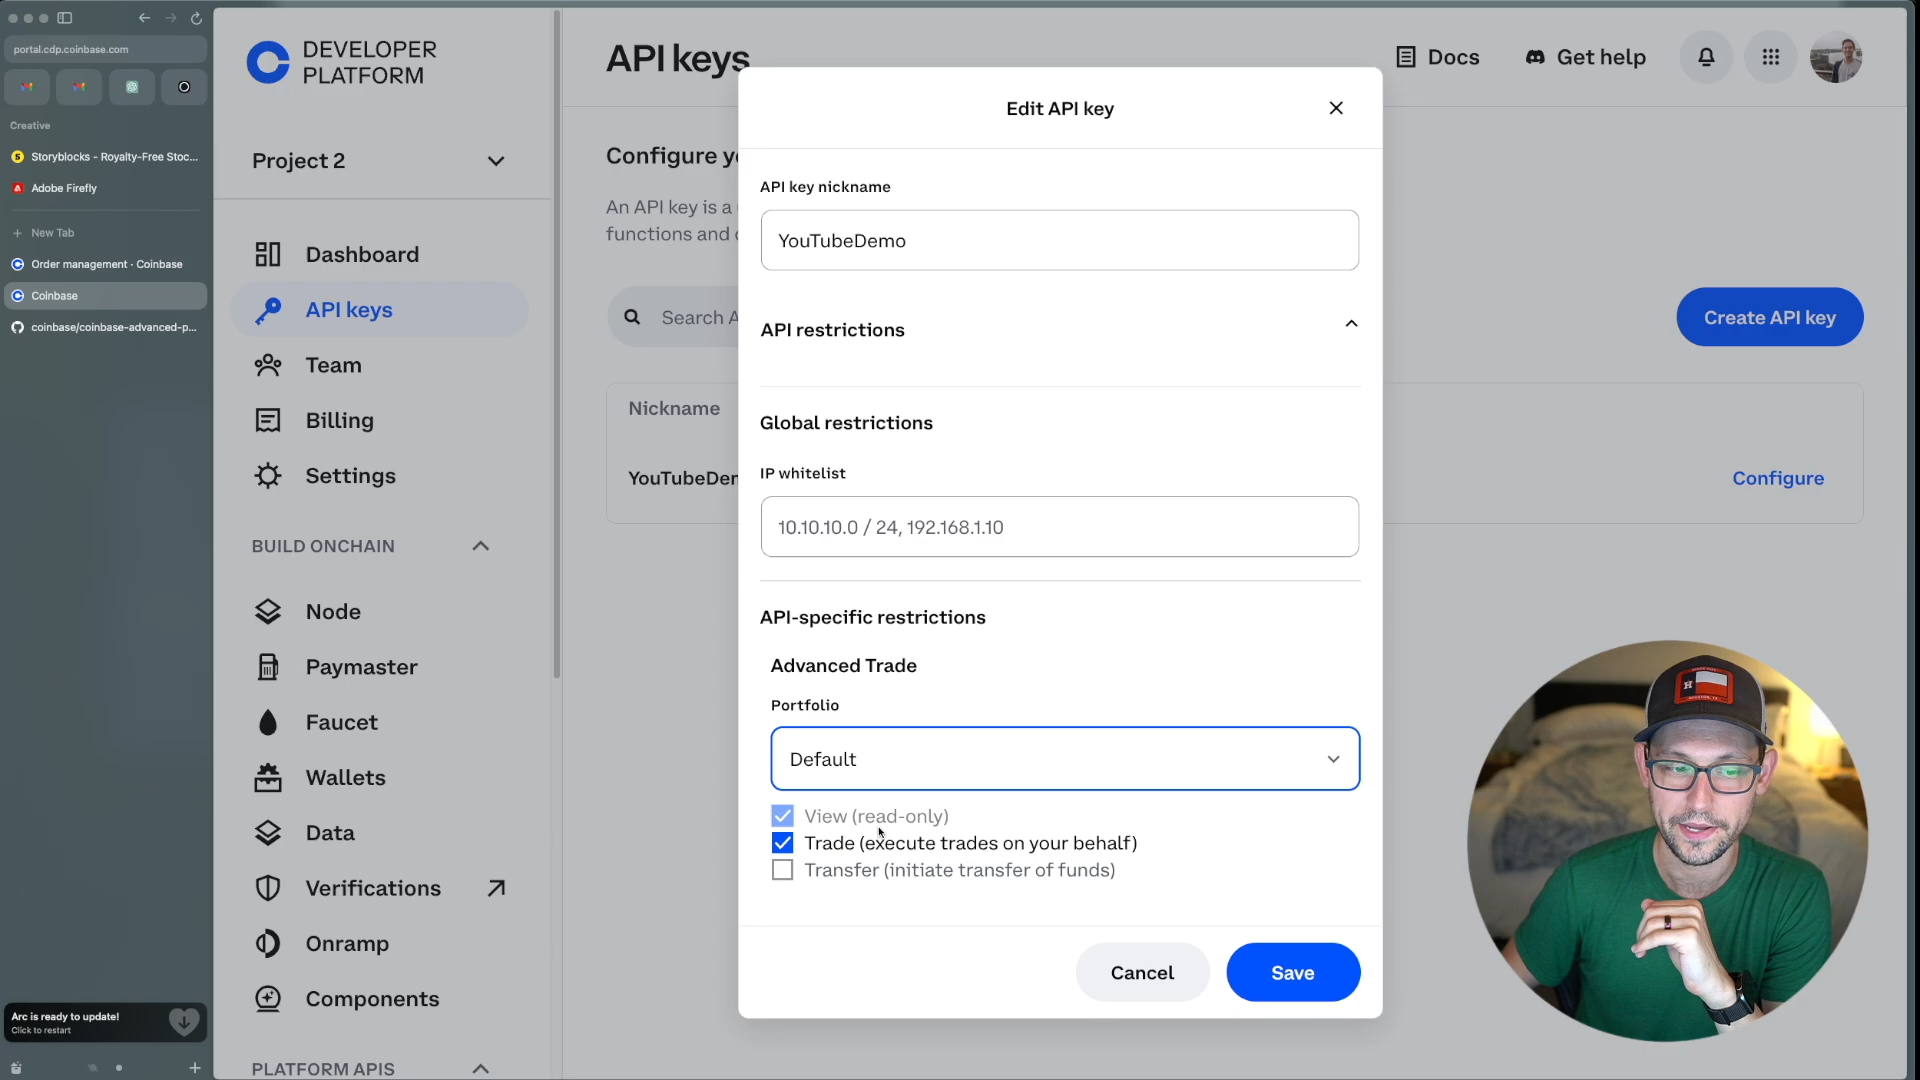 portal.cdp.coinbase.com
Creative
Storyblocks - Royalty-Free Stoc...
Adobe Firefly
New Tab
Order management - Coinbase
Coinbase
coinbase/coinbase-advanced-p...
Arc is ready to update!
Click to restart
DEVELOPER
PLATFORM
Project 2
Dashboard
API keys
Team
Billing
Settings
BUILD ONCHAIN
Node
Paymaster
Faucet
Wallets
Data
Verifications
Onramp
Components
PLATFORM APIS
API keys
Docs
Get help
Configure y
An API key is a
functions and
Search A
Create API key
Nickname
YouTubeDem
Configure
Edit API key
API key nickname
YouTubeDemo
API restrictions
Global restrictions
IP whitelist
10.10.10.0 / 24, 192.168.1.10
API-specific restrictions
Advanced Trade
Portfolio
Default
View (read-only)
Trade (execute trades on your behalf)
Transfer (initiate transfer of funds)
Cancel
Save